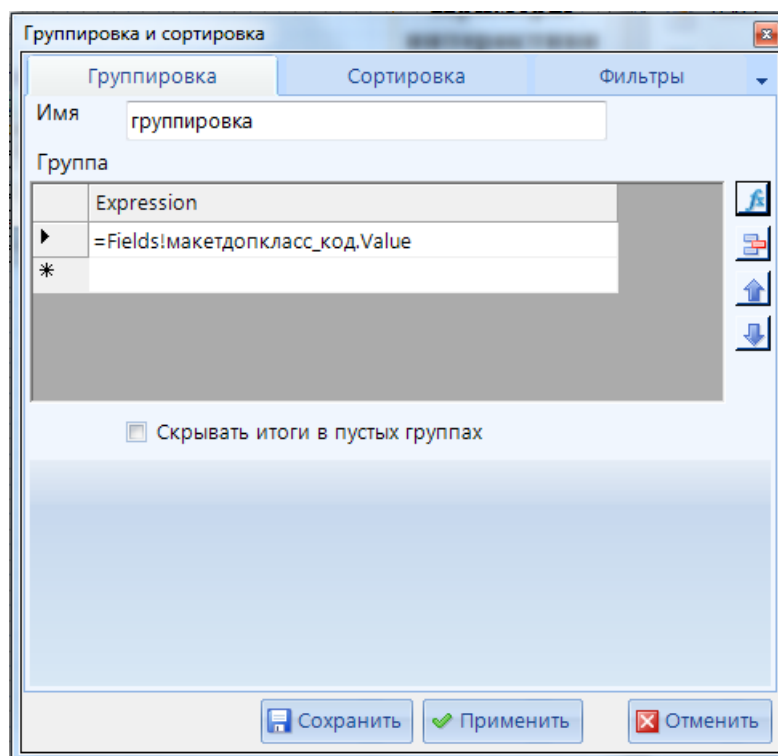 Группировка и сортировка
Группировка Сортировка Фильтры
Имя группировка
Группа
Expression
=Fields!макетдопкласс_код.Value
Скрывать итоги в пустых группах
Сохранить Применить Отменить